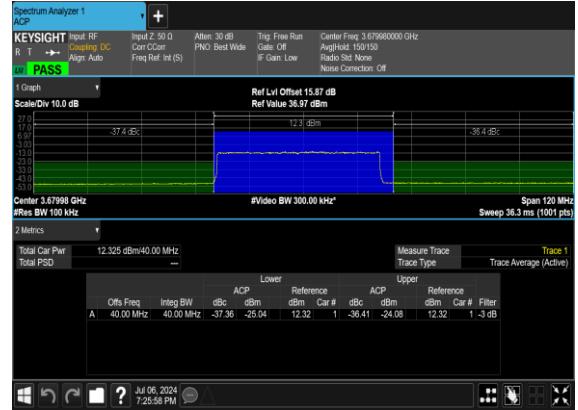 Spectrum Analyzer 1
ACP
+
KEYSIGHT Input: RF Input Z: 50 Ω Atten: 30 dB Trig: Free Run Center Freq: 3.679980000 GHz
R T Coupling: DC Corr CCorr PNO: Best Wide Gate: Off Avg|Hold: 150/150
Align: Auto Freq Ref: Int (S) IF Gain: Low Radio Std: None
Noise Correction: Off
PASS
1 Graph
Ref Lvl Offset 15.87 dB
Scale/Div 10.0 dB Ref Value 36.97 dBm
27.0
17.0 12.3 dBm
6.97 -37.4 dBc -36.4 dBc
-3.03
-13.0
-23.0
-33.0
-43.0
-53.0
Center 3.67998 GHz #Video BW 300.00 kHz* Span 120 MHz
#Res BW 100 kHz Sweep 36.3 ms (1001 pts)
2 Metrics
Total Car Pwr 12.325 dBm/40.00 MHz Measure Trace Trace 1
Total PSD --- Trace Type Trace Average (Active)
Lower Upper
ACP Reference ACP Reference
Offs Freq Integ BW dBc dBm dBm Car # dBc dBm dBm Car # Filter
A 40.00 MHz 40.00 MHz -37.36 -25.04 12.32 1 -36.41 -24.08 12.32 1 -3 dB
? Jul 06, 2024
7:25:58 PM